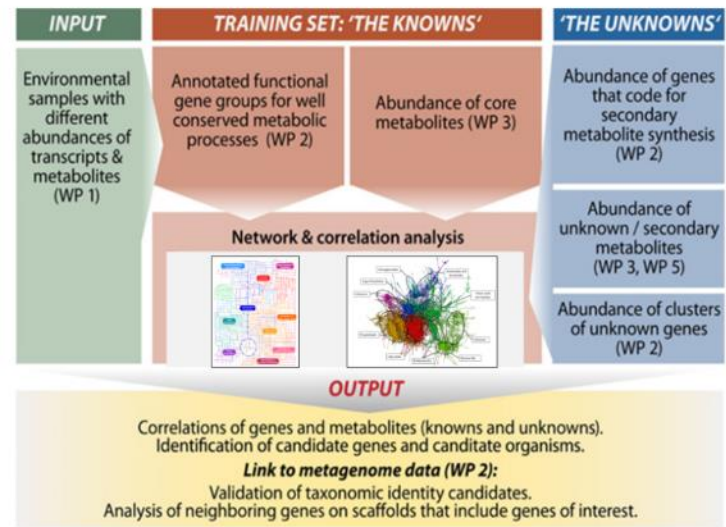 INPUT
Environmental
samples with
different
abundances of
transcripts &
metabolites
(WP 1)
TRAINING SET: 'THE KNOWNS'
Annotated functional
gene groups for well
conserved metabolic
processes (WP 2)
Abundance of core
metabolites (WP 3)
Network & correlation analysis
'THE UNKNOWNS'
Abundance of genes
that code for
secondary
metabolite synthesis
(WP 2)
Abundance of
unknown / secondary
metabolites
(WP 3, WP 5)
Abundance of clusters
of unknown genes
(WP 2)
OUTPUT
Correlations of genes and metabolites (knowns and unknowns).
Identification of candidate genes and canditate organisms.
Link to metagenome data (WP 2):
Validation of taxonomic identity candidates.
Analysis of neighboring genes on scaffolds that include genes of interest.